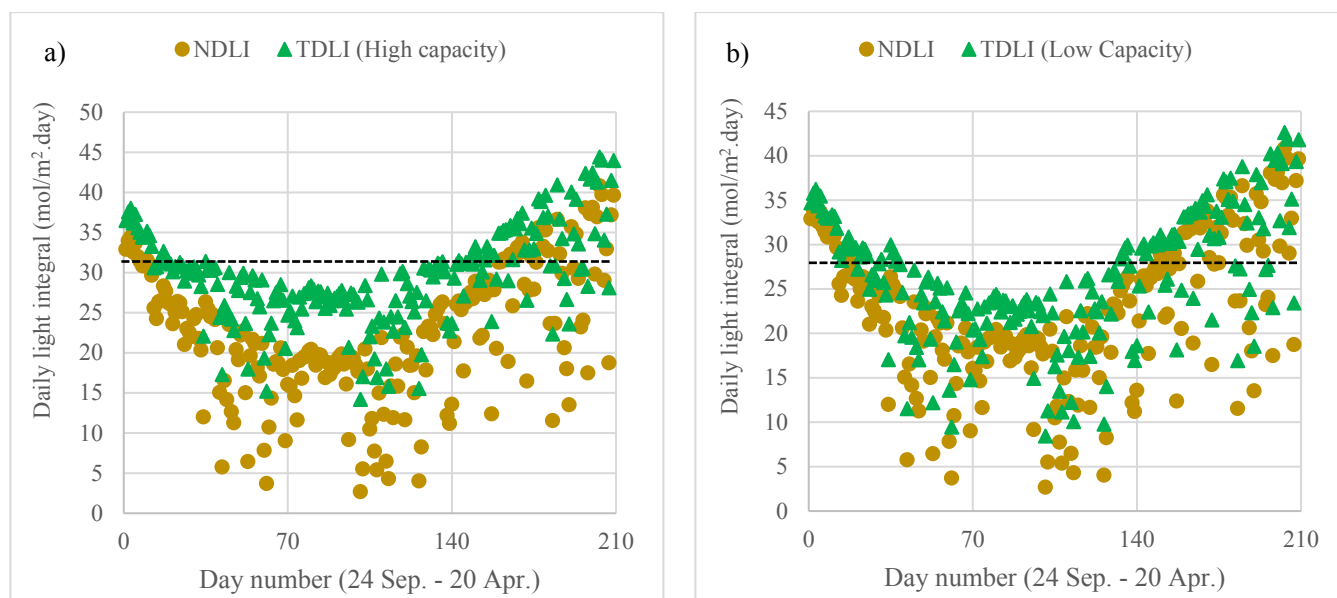 a)
NDLI
TDLI (High capacity)
Daily light integral (mol/m².day)
50
45
40
35
30
25
20
15
10
5
0
0
70
140
210
Day number (24 Sep. - 20 Apr.)
b)
NDLI
TDLI (Low Capacity)
Daily light integral (mol/m².day)
45
40
35
30
25
20
15
10
5
0
0
70
140
210
Day number (24 Sep. - 20 Apr.)